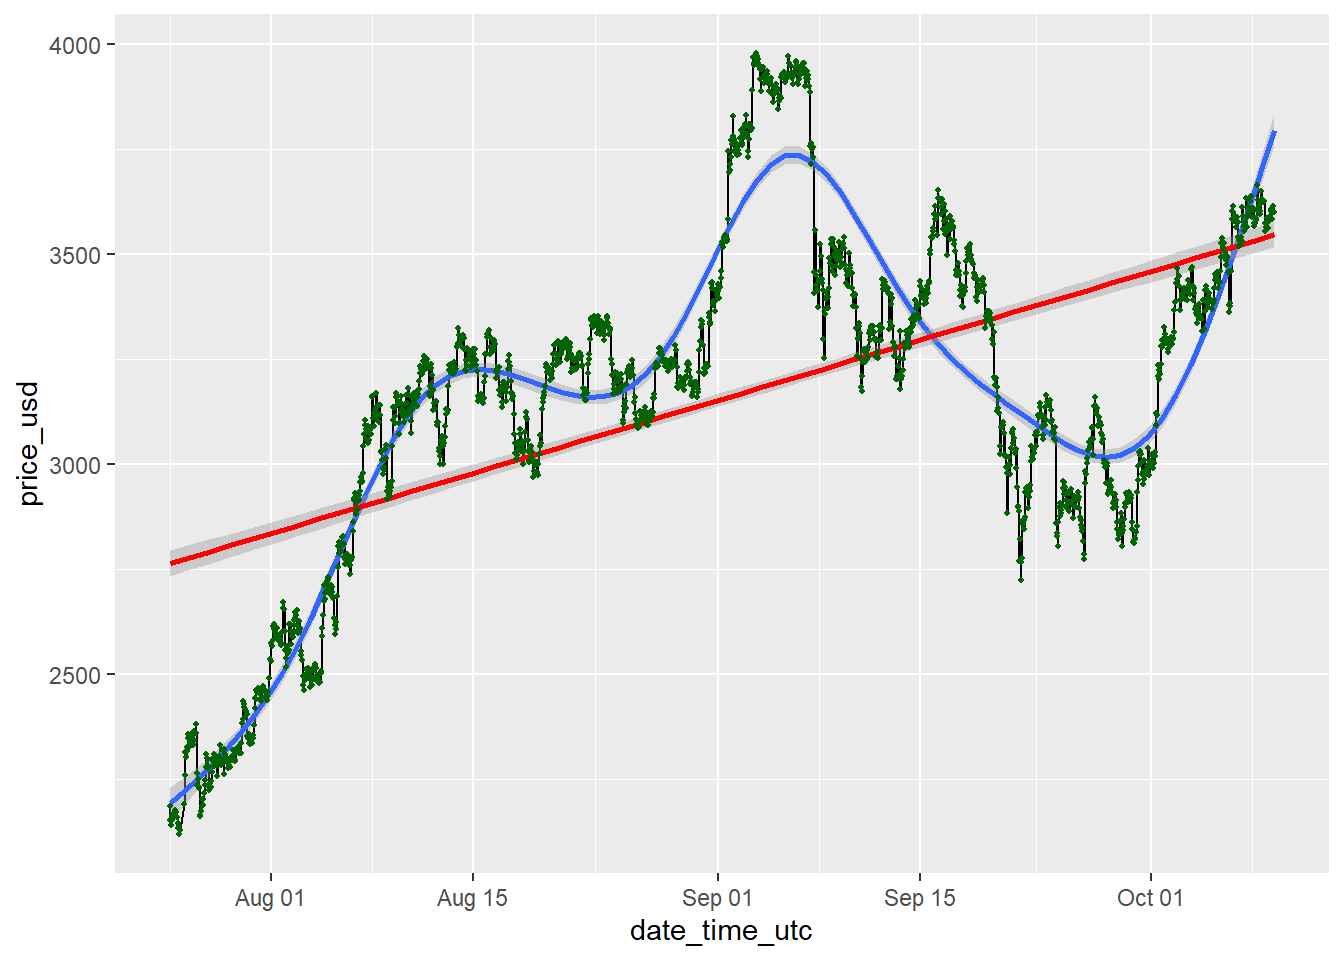 4000
3500
3000
2500
price_usd
Aug 01
Aug 15
Sep 01
Sep 15
Oct 01
date_time_utc